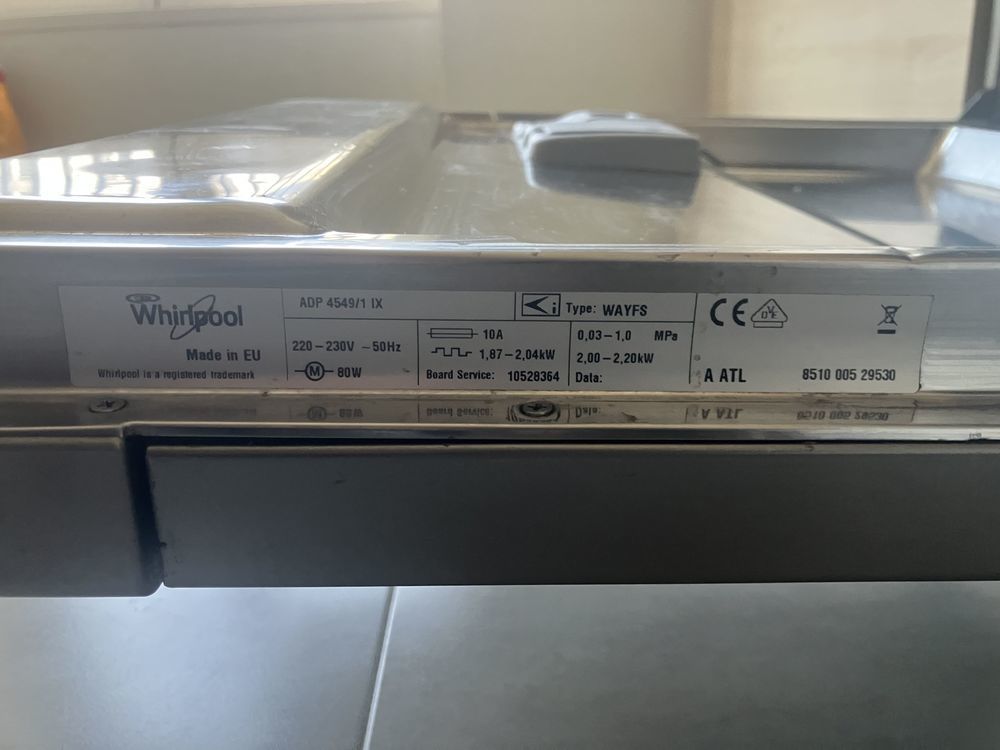 Whirlpool
Made in EU
Whirlpool is a registered trademark
ADP 4549/1 IX
220–230V ~50Hz
M 80W
10A
1,87–2,04kW
Board Service: 10528364
i Type: WAYFS
0,03–1,0 MPa
2,00–2,20kW
Data:
CE
A ATL
8510 005 29530